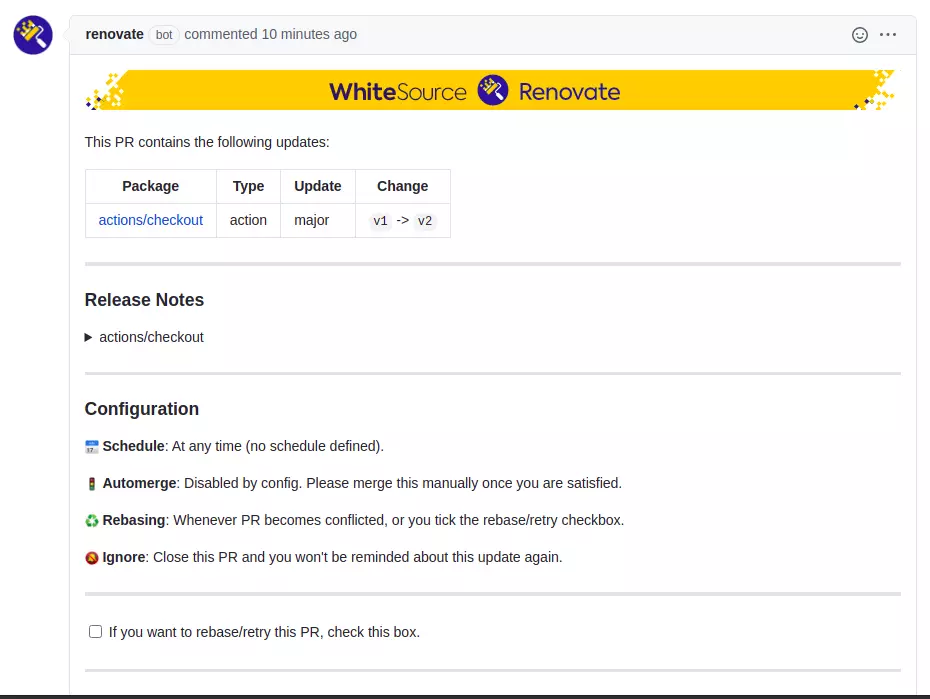 renovate bot commented 10 minutes ago
WhiteSource Renovate
This PR contains the following updates:
Package Type Update Change
actions/checkout action major v1 -> v2
Release Notes
actions/checkout
Configuration
📅 Schedule: At any time (no schedule defined).
🚦 Automerge: Disabled by config. Please merge this manually once you are satisfied.
♻ Rebasing: Whenever PR becomes conflicted, or you tick the rebase/retry checkbox.
🔕 Ignore: Close this PR and you won't be reminded about this update again.
If you want to rebase/retry this PR, check this box.